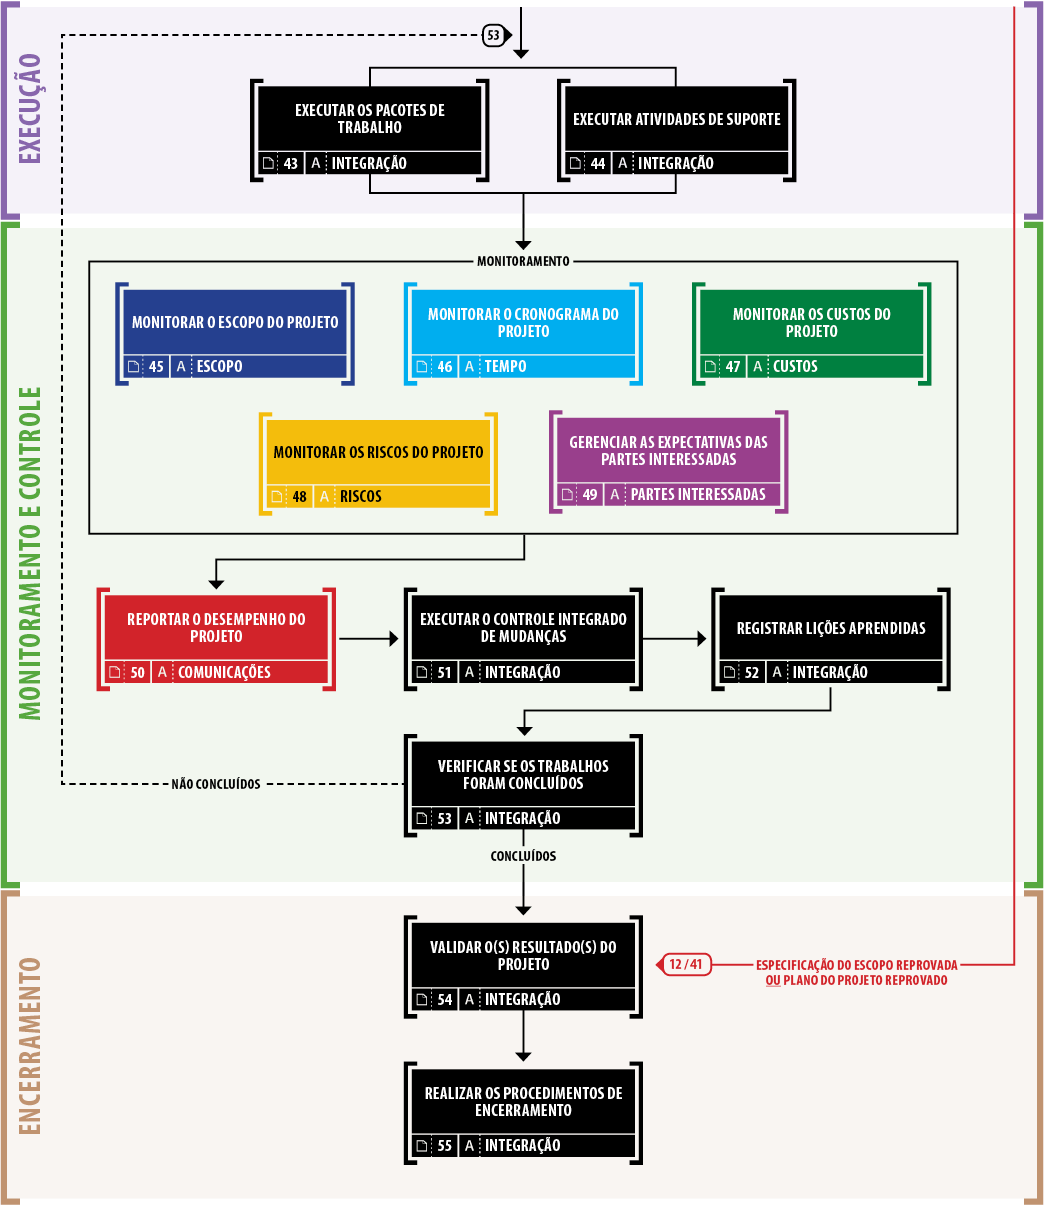 EXECUÇÃO
53
EXECUTAR OS PACOTES DE
TRABALHO
43 A INTEGRAÇÃO
EXECUTAR ATIVIDADES DE SUPORTE
44 A INTEGRAÇÃO
MONITORAMENTO E CONTROLE
MONITORAMENTO
MONITORAR O ESCOPO DO PROJETO
45 A ESCOPO
MONITORAR O CRONOGRAMA DO
PROJETO
46 A TEMPO
MONITORAR OS CUSTOS DO
PROJETO
47 A CUSTOS
MONITORAR OS RISCOS DO PROJETO
48 A RISCOS
GERENCIAR AS EXPECTATIVAS DAS
PARTES INTERESSADAS
49 A PARTES INTERESSADAS
REPORTAR O DESEMPENHO DO
PROJETO
50 A COMUNICAÇÕES
EXECUTAR O CONTROLE INTEGRADO
DE MUDANÇAS
51 A INTEGRAÇÃO
REGISTRAR LIÇÕES APRENDIDAS
52 A INTEGRAÇÃO
VERIFICAR SE OS TRABALHOS
FORAM CONCLUÍDOS
53 A INTEGRAÇÃO
NÃO CONCLUÍDOS
CONCLUÍDOS
ENCERRAMENTO
VALIDAR O(S) RESULTADO(S) DO
PROJETO
54 A INTEGRAÇÃO
12 / 41
ESPECIFICAÇÃO DO ESCOPO REPROVADA
OU PLANO DO PROJETO REPROVADO
REALIZAR OS PROCEDIMENTOS DE
ENCERRAMENTO
55 A INTEGRAÇÃO